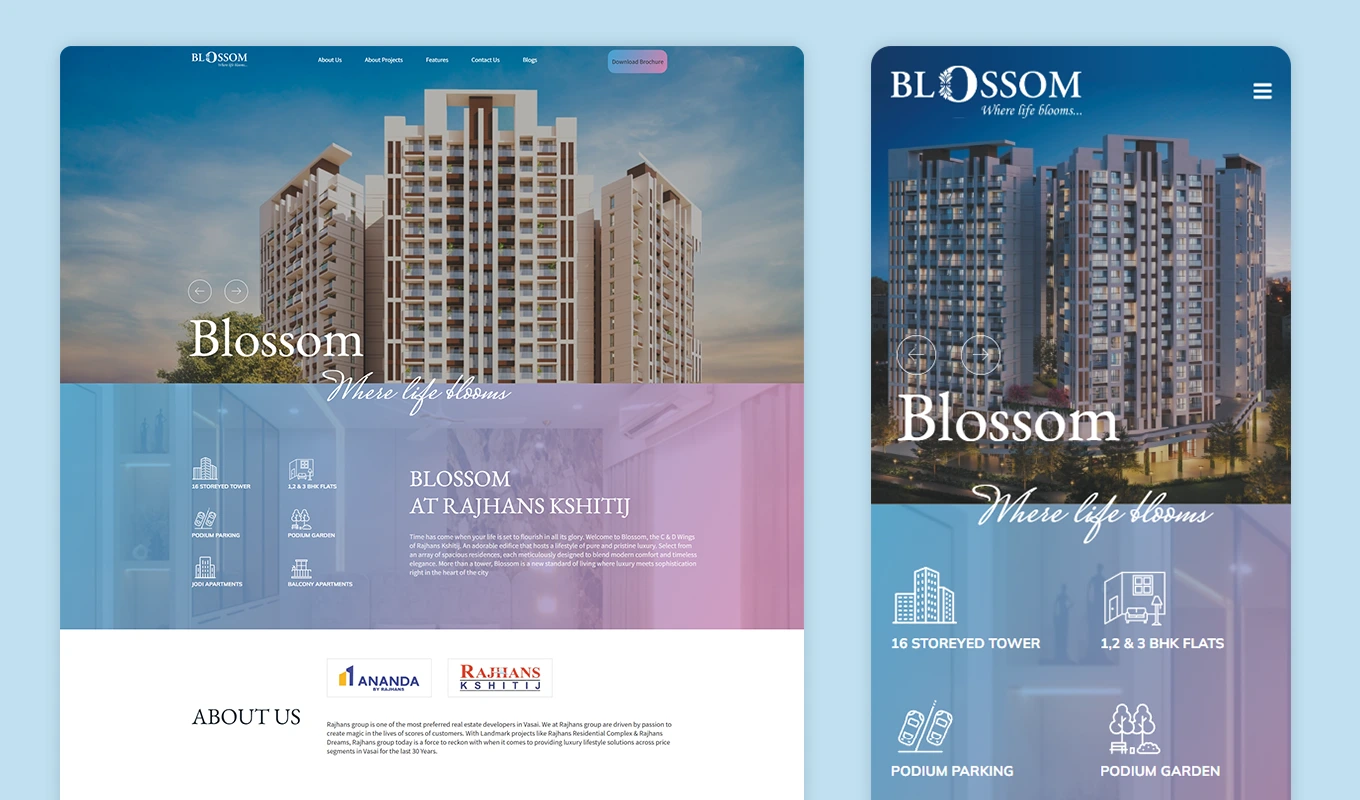 BLOSSOM
When life blooms...
About Us
About Projects
Features
Contact Us
Blogs
Download Brochure
Blossom
Where life blooms
16 STOREYED TOWER
1,2 & 3 BHK FLATS
PODIUM PARKING
PODIUM GARDEN
JODI APARTMENTS
BALCONY APARTMENTS
BLOSSOM
AT RAJHANS KSHITIJ
Time has come when your life is set to flourish in all its glory. Welcome to Blossom, the C & D Wings
of Rajhans Kshitij. An adorable edifice that hosts a lifestyle of pure and pristine luxury. Select from
an array of spacious residences, each meticulously designed to blend modern comfort and timeless
elegance. More than a tower, Blossom is a new standard of living where luxury meets sophistication
right in the heart of the city
ANANDA
BY RAJHANS
RAJHANS
KSHITIJ
ABOUT US
Rajhans group is one of the most preferred real estate developers in Vasai. We at Rajhans group are driven by passion to
create magic in the lives of scores of customers. With Landmark projects like Rajhans Residential Complex & Rajhans
Dreams, Rajhans group today is a force to reckon with when it comes to providing luxury lifestyle solutions across price
segments in Vasai for the last 30 Years.
BLOSSOM
Where life blooms...
Blossom
Where life blooms
16 STOREYED TOWER
1,2 & 3 BHK FLATS
PODIUM PARKING
PODIUM GARDEN